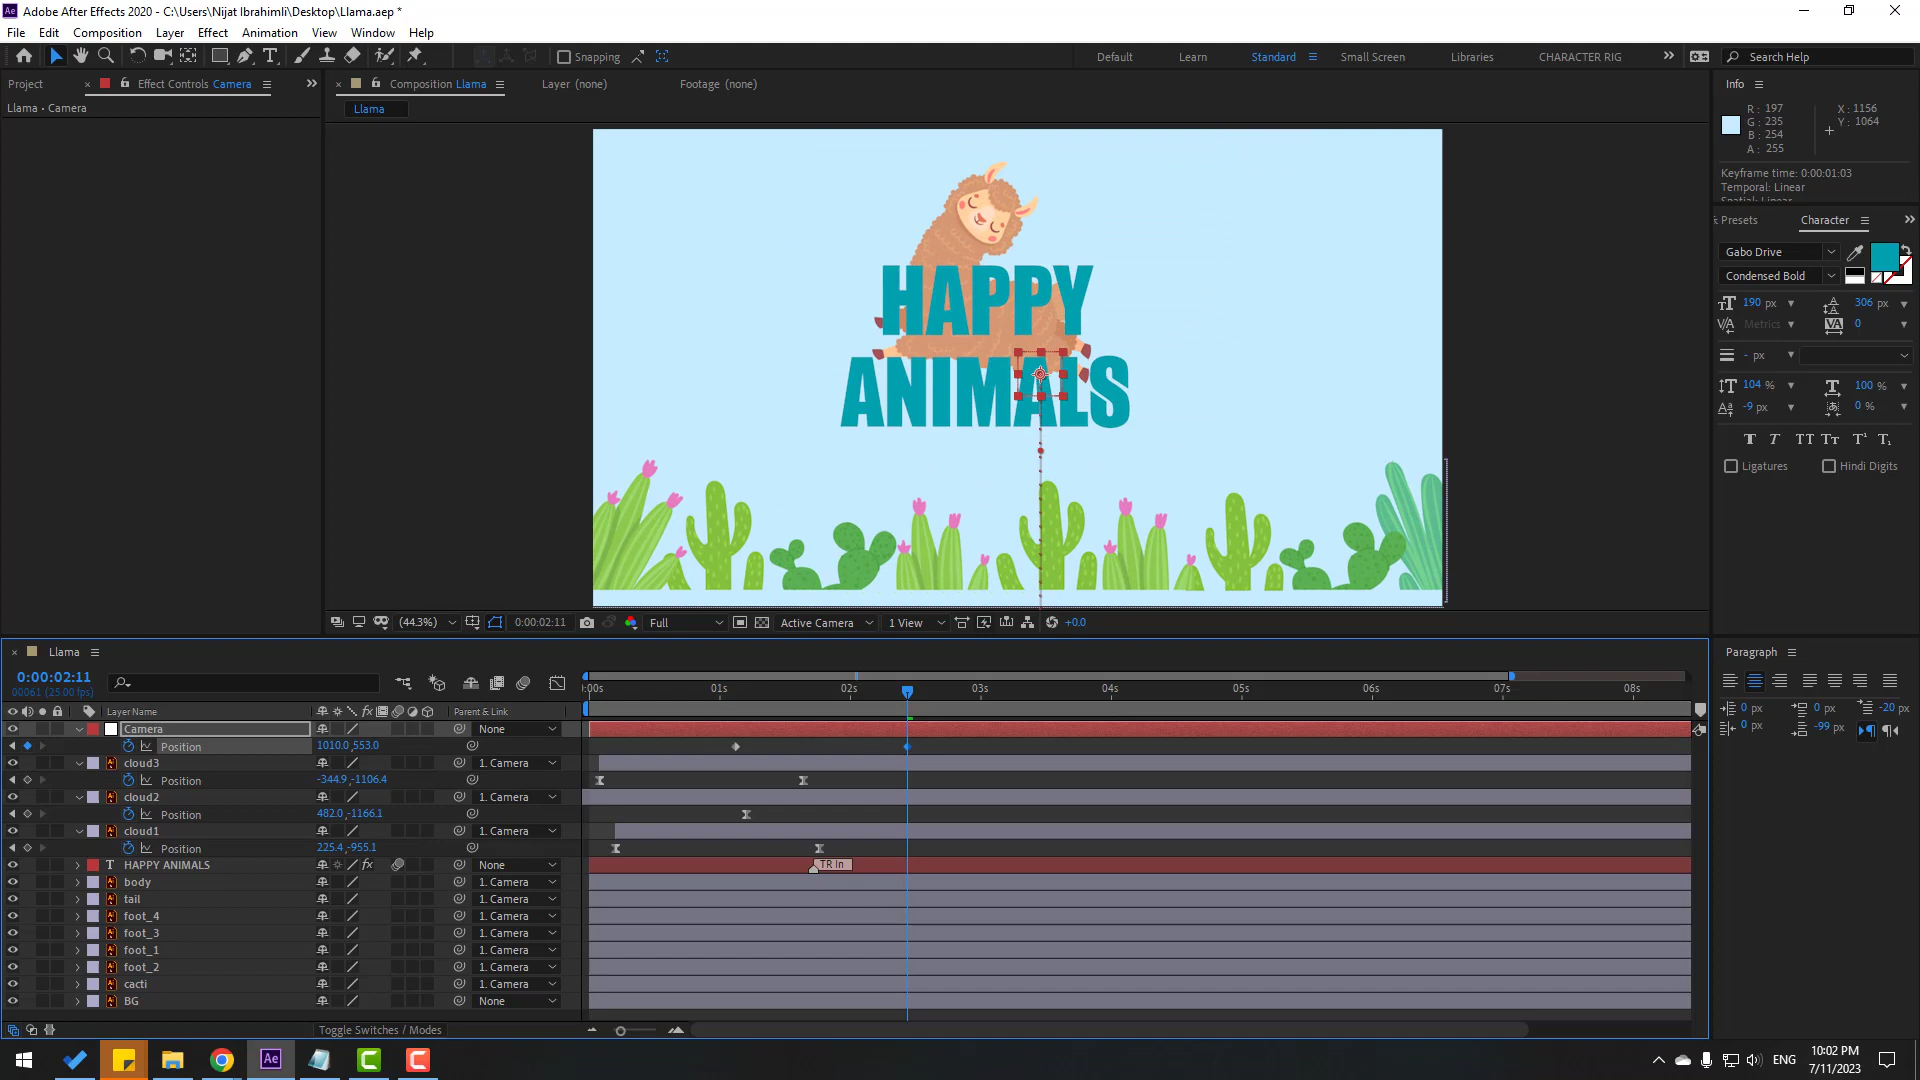 Adobe After Effects 2020 - C:\Users\Nijat Ibrahimli\Desktop\Llama.aep *
File Edit Composition Layer Effect Animation View Window Help
Snapping
Default Learn Standard Small Screen Libraries CHARACTER RIG Search Help
Project Effect Controls Camera
Composition Llama Layer (none) Footage (none)
Info
Llama • Camera
Llama
R : 197
G : 235
B : 254
A : 255
X : 1156
Y : 1064
Keyframe time: 0:00:01:03
Temporal: Linear
Spatial: Linear
Presets Character
Gabo Drive
Condensed Bold
190 px 306 px
Metrics 0
- px
104 % 100 %
-9 px 0 %
Ligatures Hindi Digits
HAPPY
ANIMALS
(44.3%) 0:00:02:11 Full Active Camera 1 View +0.0
Llama
Paragraph
0:00:02:11
00061 (25.00 fps)
:00s 01s 02s 03s 04s 05s 06s 07s 08s
0 px 0 px -20 px
0 px -99 px
Layer Name Parent & Link
Camera None
Position 1010.0,553.0
cloud3 1. Camera
Position -344.9,-1106.4
cloud2 1. Camera
Position 482.0,-1166.1
cloud1 1. Camera
Position 225.4,-955.1
HAPPY ANIMALS fx None TR In
body 1. Camera
tail 1. Camera
foot_4 1. Camera
foot_3 1. Camera
foot_1 1. Camera
foot_2 1. Camera
cacti 1. Camera
BG None
Toggle Switches / Modes
ENG
10:02 PM
7/11/2023